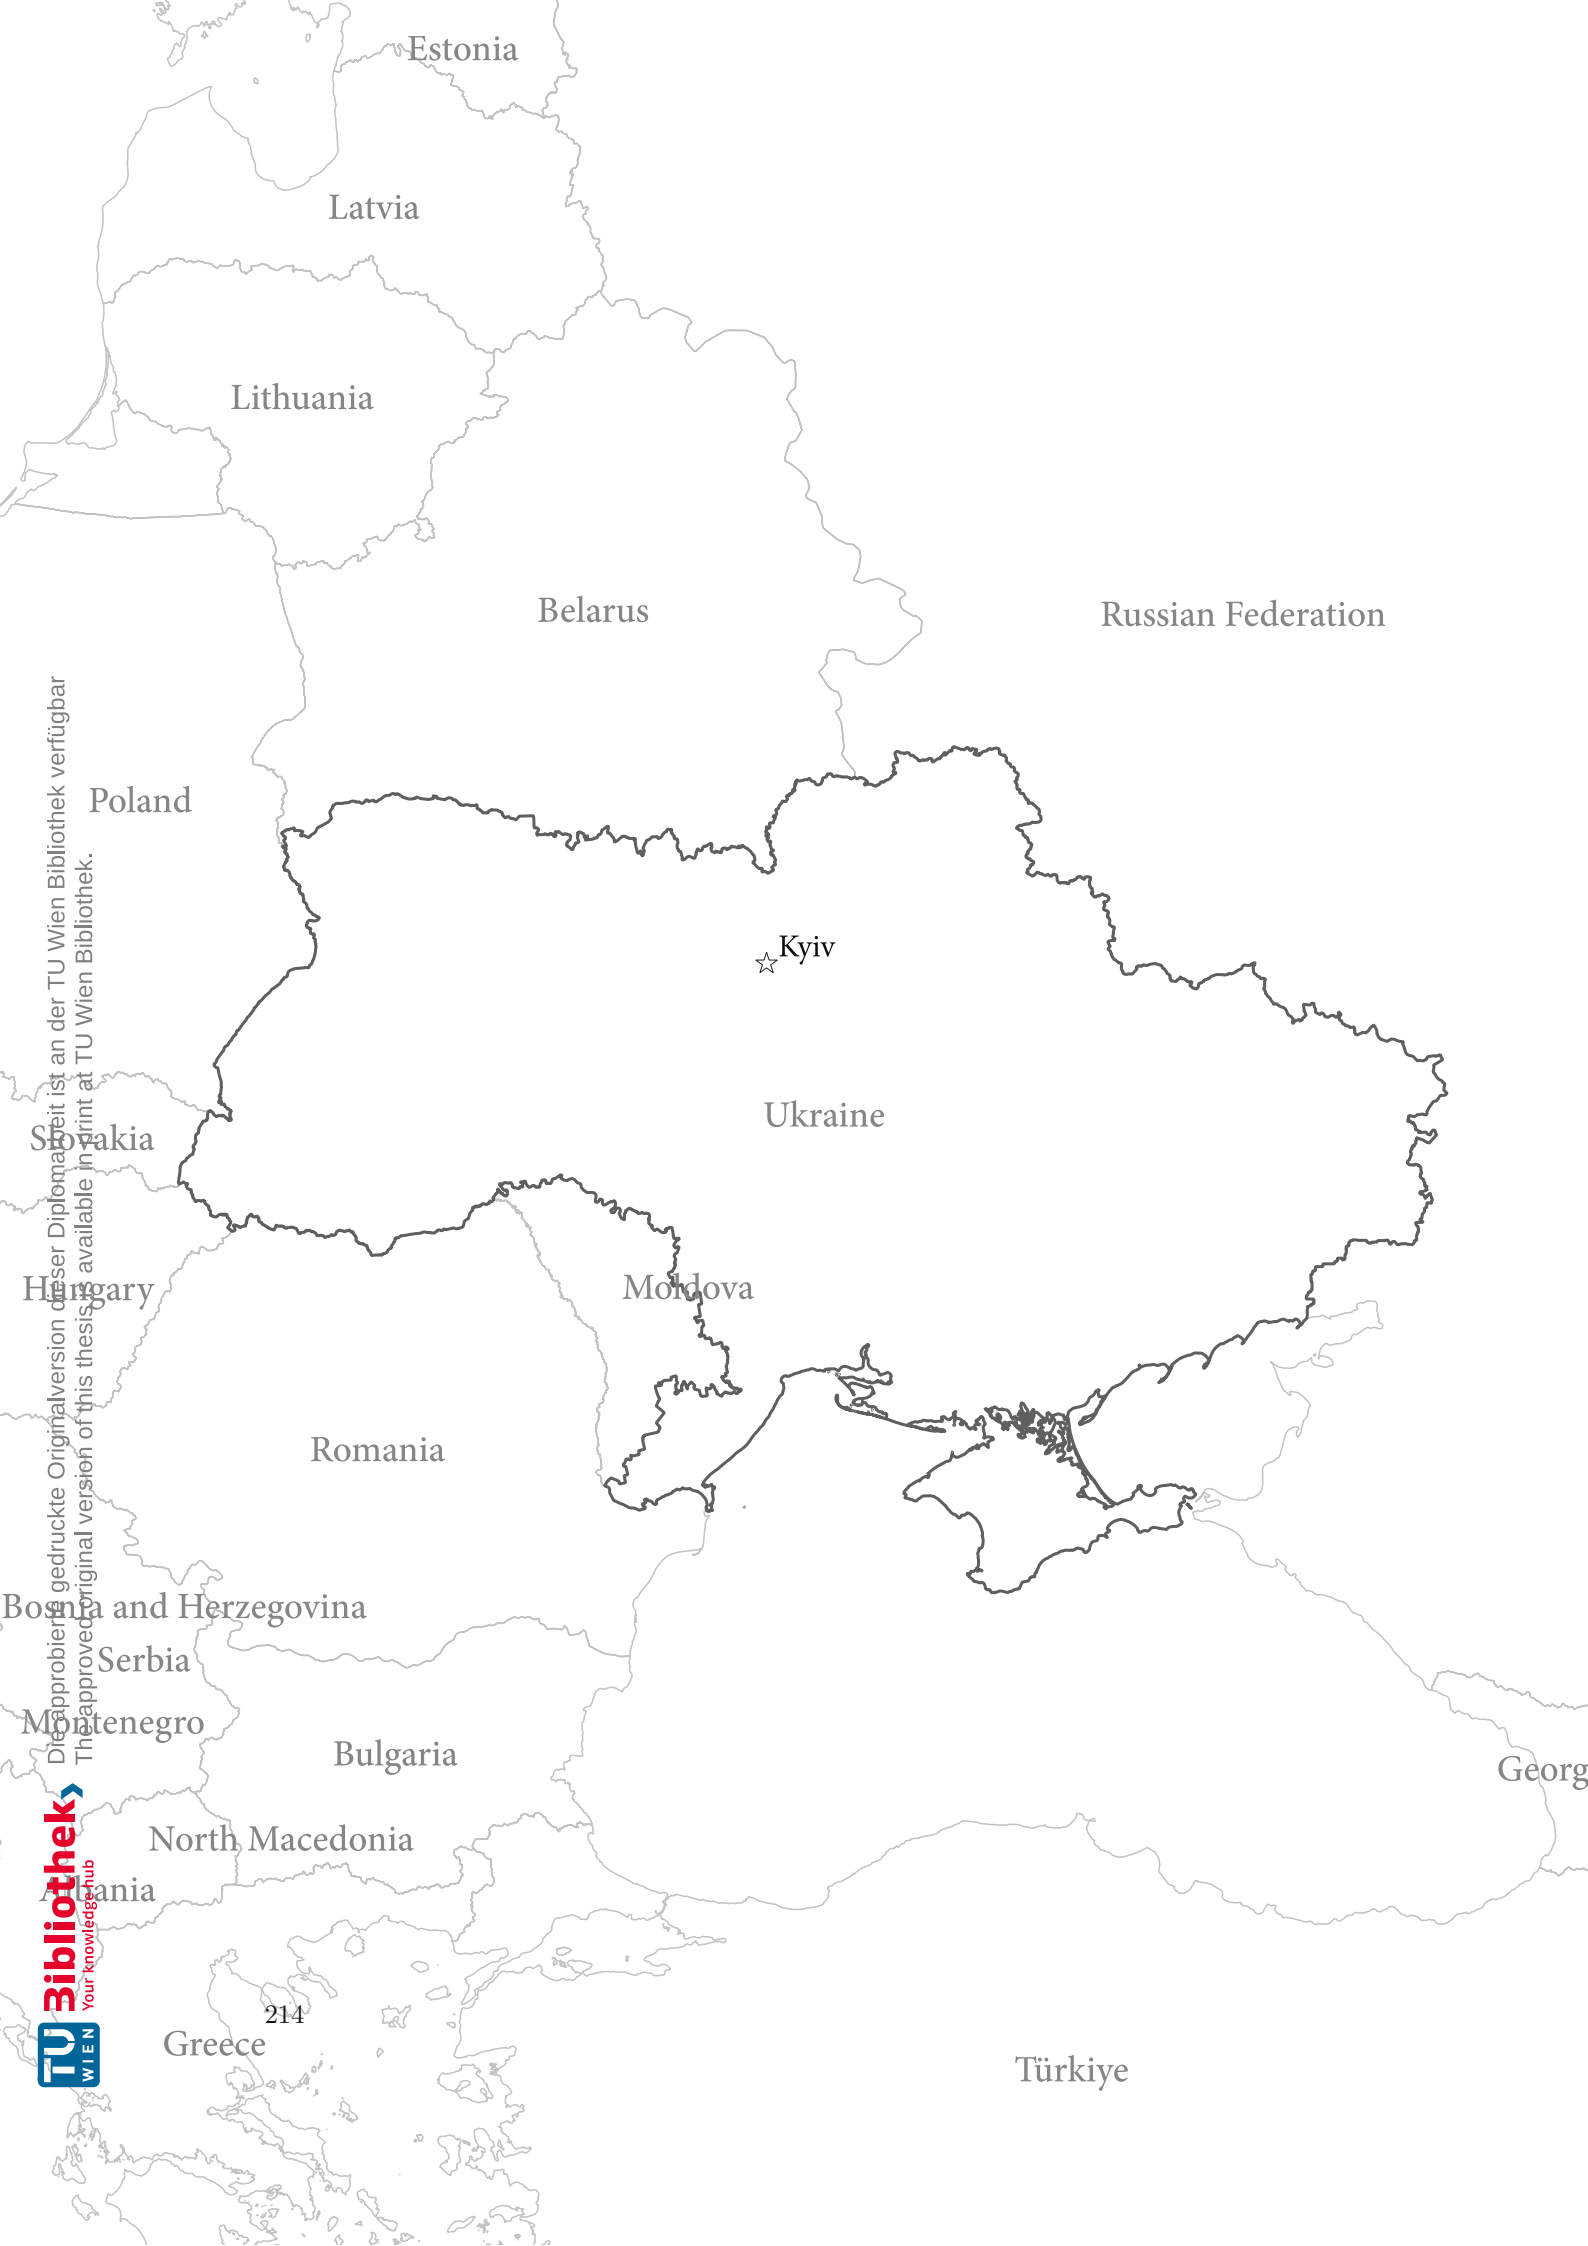 Estonia
Latvia
Lithuania
Belarus
Russian Federation
Poland
Kyiv
Ukraine
Slovakia
Hungary
Moldova
Romania
Bosnia and Herzegovina
Serbia
Montenegro
Bulgaria
Georg
North Macedonia
Albania
214
Greece
Türkiye
Die approbierte gedruckte Originalversion dieser Diplomarbeit ist an der TU Wien Bibliothek verfügbar
The approved original version of this thesis is available in print at TU Wien Bibliothek.
TU WIEN
Bibliothek
Your knowledge hub